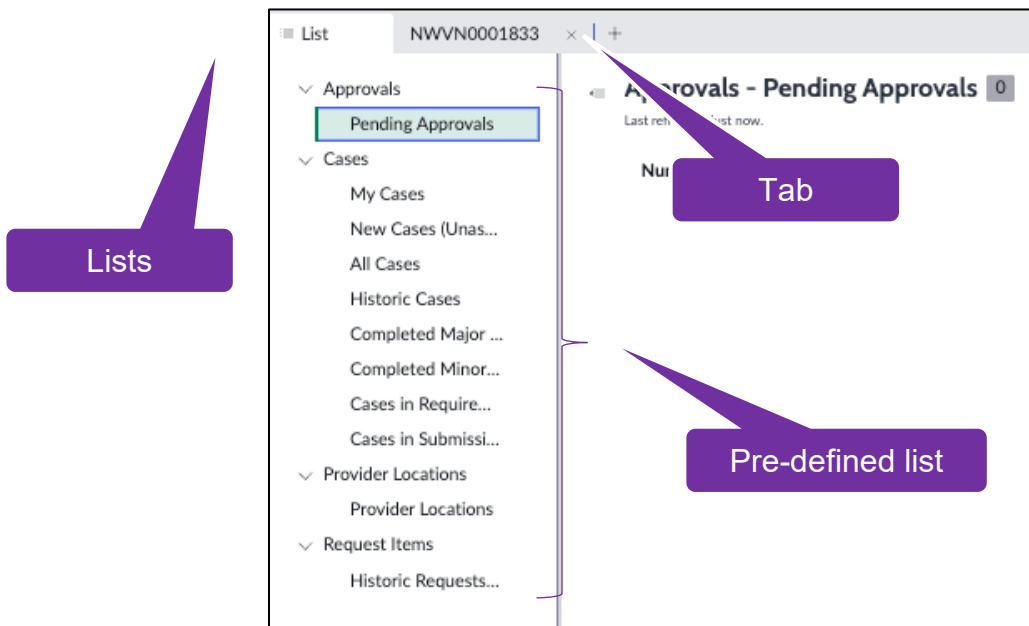 List NWVN0001833 × +
Approvals
Pending Approvals
Cases
My Cases
New Cases (Unas...
All Cases
Historic Cases
Completed Major ...
Completed Minor...
Cases in Require...
Cases in Submissi...
Provider Locations
Provider Locations
Request Items
Historic Requests...
Approvals - Pending Approvals 0
Last just now.
Tab
Lists
Pre-defined list